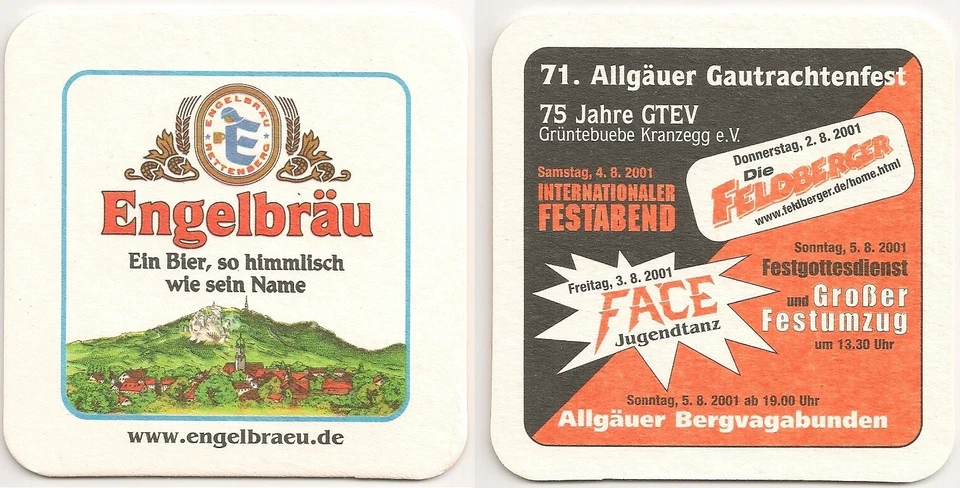 ENGELBRÄU
E
RETTENBERG
Engelbräu
Ein Bier, so himmlisch
wie sein Name
www.engelbraeu.de
71. Allgäuer Gautrachtenfest
75 Jahre GTEV
Grüntebuebe Kranzegg e.V.
Donnerstag, 2. 8. 2001
Die
FELDBERGER
www.feldberger.de/home.html
Samstag, 4. 8. 2001
INTERNATIONALER
FESTABEND
Freitag, 3. 8. 2001
FACE
Jugendtanz
Sonntag, 5. 8. 2001
Festgottesdienst
und Großer
Festumzug
um 13.30 Uhr
Sonntag, 5. 8. 2001 ab 19.00 Uhr
Allgäuer Bergvagabunden